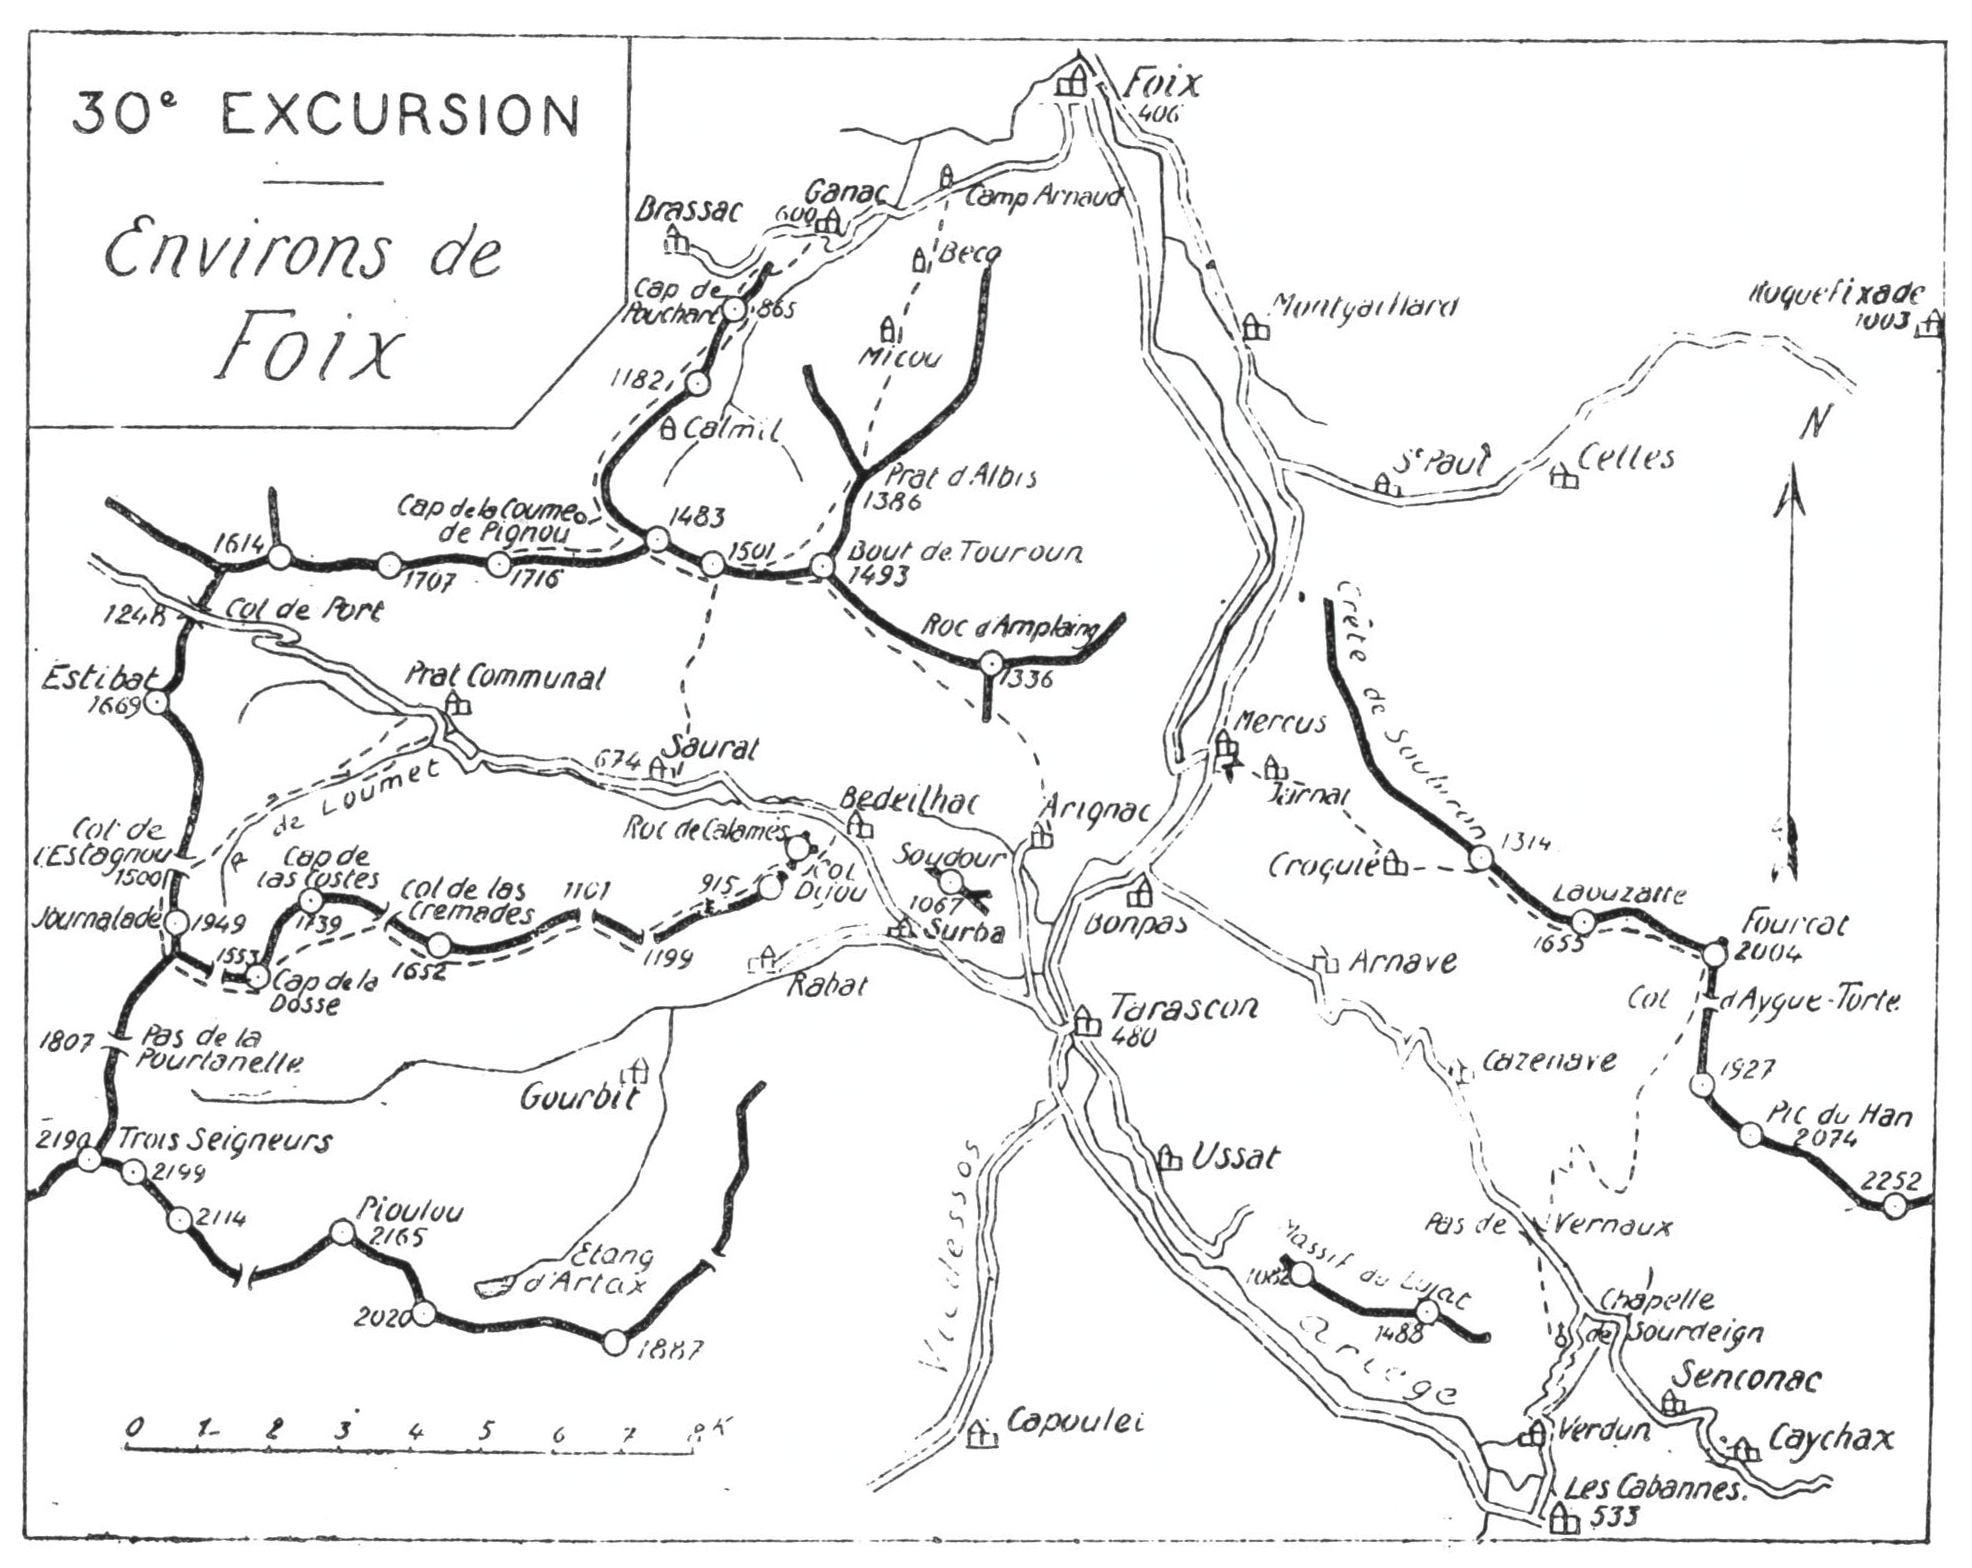 30e EXCURSION
Environs de
Foix
Foix
406
Ganac
600
Brassac
Camp Arnaud
Becq
Cap de
Pouchant
865
Micou
1182
Calmil
Montgaillard
Roquefixade
1003
N
St Paul
Celles
Prat d'Albis
1386
Cap de la Coume
de Pignou
1483
1501
Bout de Touroun
1493
1614
1707
1716
1248
Col de Port
Roc d'Amplaing
1336
Crête de Soulhron
Estibat
1669
Prat Communal
Mercus
Jarnat
674
Saurat
Bedeilhac
Arignac
de Loumet
Roc de Calames
Col de
l'Estagnou
1500
Cap de
las Costes
1739
Col de las
Cremades
1101
915
Col
Dijou
Soudour
1067
Croquié
1314
Laouzatte
1655
Fourcat
2004
Journalade
1949
1553
Cap de la
Dosse
1652
1199
Rabat
Surba
Bonpas
Arnave
Col d'Aygue-Torte
1807
Pas de la
Pourtanelle
Tarascon
480
Gourbit
Cazenave
1927
Pic du Han
2074
2190
Trois Seigneurs
2199
2114
Ussat
2252
Pioulou
2165
Etang
d'Artax
Vicdessos
Pas de Vernaux
Massif du Lujat
1488
2020
1887
Ariege
Chapelle
de Sourdeign
Senconac
Capoulei
Verdun
Caychax
Les Cabannes.
533
0 1 2 3 4 5 6 7 8K